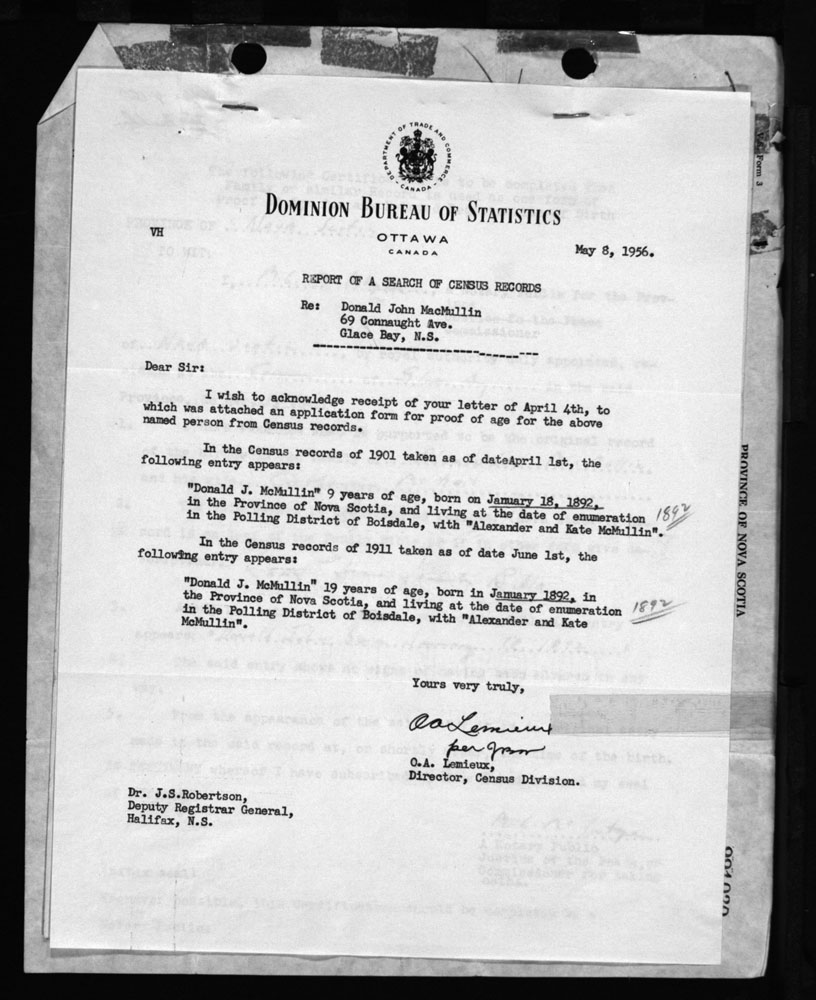 DEPARTMENT OF TRADE AND COMMERCE
CANADA
DOMINION BUREAU OF STATISTICS
OTTAWA
CANADA
VH
May 8, 1956.
REPORT OF A SEARCH OF CENSUS RECORDS
Re: Donald John MacMullin
69 Connaught Ave.
Glace Bay, N.S.
Dear Sir:
I wish to acknowledge receipt of your letter of April 4th, to
which was attached an application form for proof of age for the above
named person from Census records.
In the Census records of 1901 taken as of dateApril 1st, the
following entry appears:
"Donald J. McMullin" 9 years of age, born on January 18, 1892,
in the Province of Nova Scotia, and living at the date of enumeration 1892
in the Polling District of Boisdale, with "Alexander and Kate McMullin".
In the Census records of 1911 taken as of date June 1st, the
following entry appears:
"Donald J. McMullin" 19 years of age, born in January 1892, in
the Province of Nova Scotia, and living at the date of enumeration 1892
in the Polling District of Boisdale, with "Alexander and Kate
McMullin".
Yours very truly,
OA Lemieux
per
O.A. Lemieux,
Director, Census Division.
Dr. J.S.Robertson,
Deputy Registrar General,
Halifax, N.S.
Form 3
PROVINCE OF NOVA SCOTIA